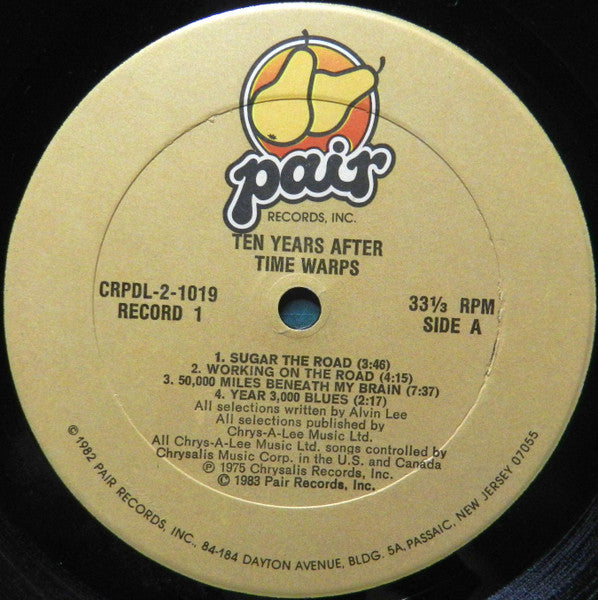 pair
RECORDS, INC.
TEN YEARS AFTER
TIME WARPS
CRPDL-2-1019
RECORD 1
33⅓ RPM
SIDE A
1. SUGAR THE ROAD (3:46)
2. WORKING ON THE ROAD (4:15)
3. 50,000 MILES BENEATH MY BRAIN (7:37)
4. YEAR 3,000 BLUES (2:17)
All selections written by Alvin Lee
All selections published by
Chrys-A-Lee Music Ltd.
All Chrys-A-Lee Music Ltd. songs controlled by
Chrysalis Music Corp. in the U.S. and Canada
℗ 1975 Chrysalis Records, Inc.
© 1983 Pair Records, Inc.
© 1982 PAIR RECORDS, INC., 84-184 DAYTON AVENUE, BLDG. 5A, PASSAIC, NEW JERSEY 07055